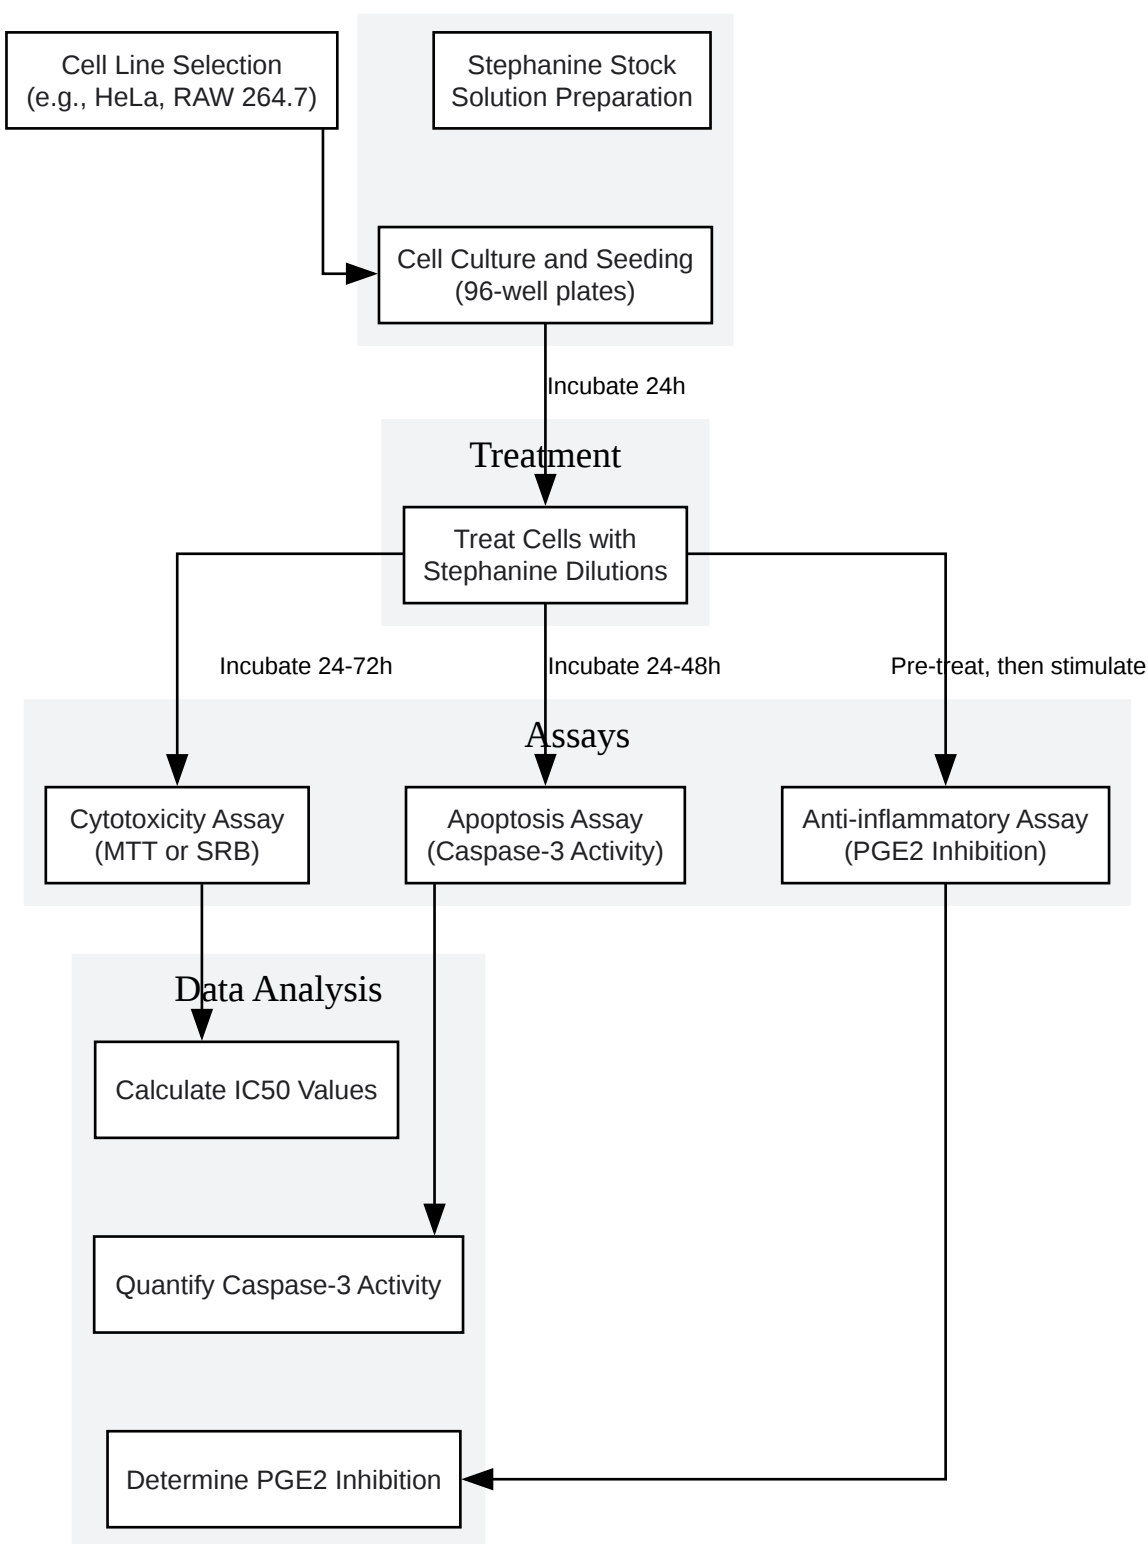 Cell Line Selection
(e.g., HeLa, RAW 264.7)
Stephanine Stock
Solution Preparation
Cell Culture and Seeding
(96-well plates)
Incubate 24h
Treatment
Treat Cells with
Stephanine Dilutions
Incubate 24-72h
Incubate 24-48h
Pre-treat, then stimulate
Assays
Cytotoxicity Assay
(MTT or SRB)
Apoptosis Assay
(Caspase-3 Activity)
Anti-inflammatory Assay
(PGE2 Inhibition)
Data Analysis
Calculate IC50 Values
Quantify Caspase-3 Activity
Determine PGE2 Inhibition